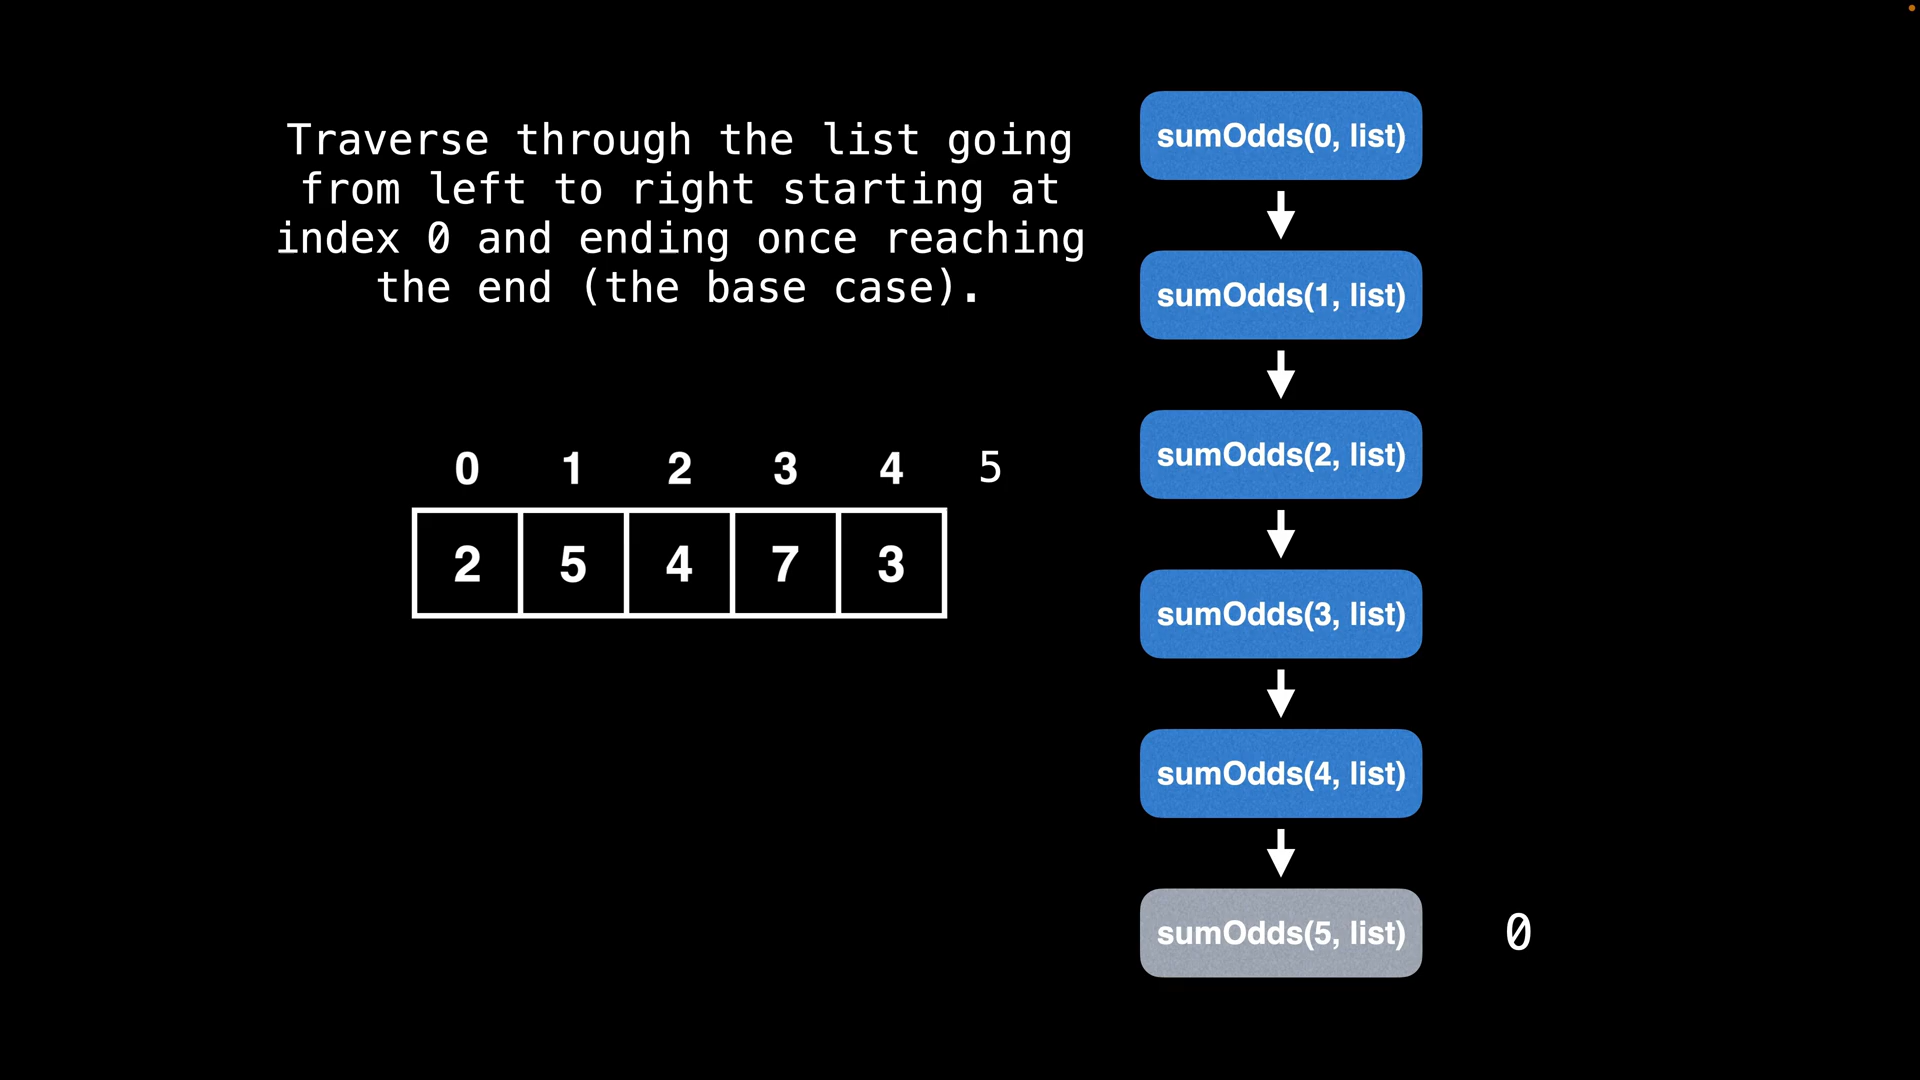 Traverse through the list going
from left to right starting at
index 0 and ending once reaching
the end (the base case).
0 1 2 3 4 5
2 5 4 7 3
sumOdds(0, list)
sumOdds(1, list)
sumOdds(2, list)
sumOdds(3, list)
sumOdds(4, list)
sumOdds(5, list) 0